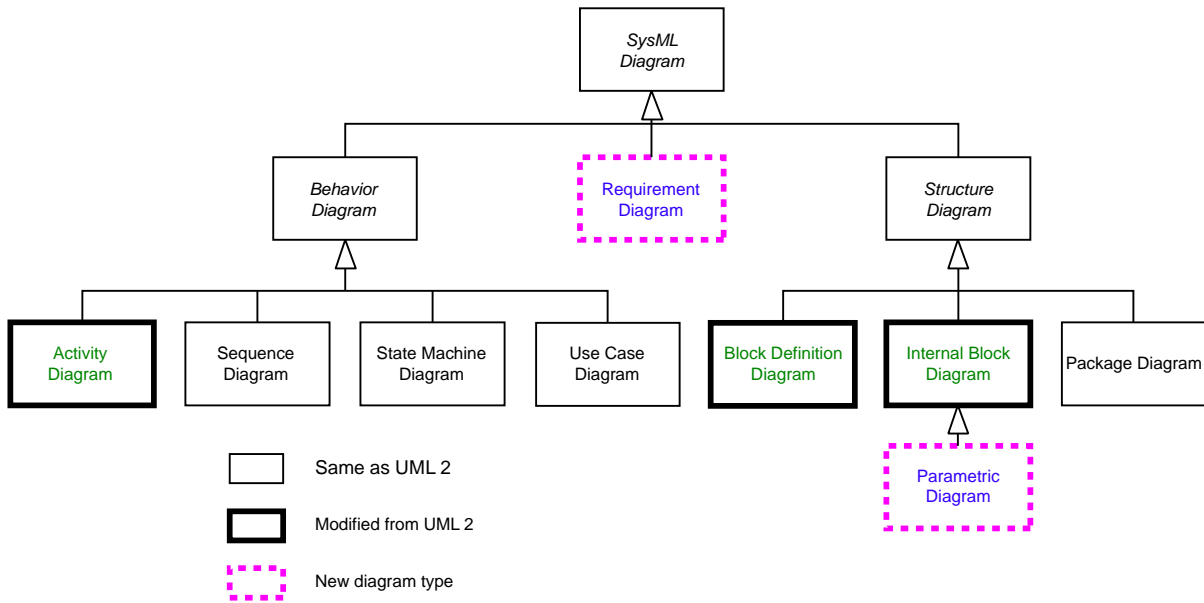 SysML
Diagram
Behavior
Diagram
Requirement
Diagram
Structure
Diagram
Activity
Diagram
Sequence
Diagram
State Machine
Diagram
Use Case
Diagram
Block Definition
Diagram
Internal Block
Diagram
Package Diagram
Parametric
Diagram
Same as UML 2
Modified from UML 2
New diagram type